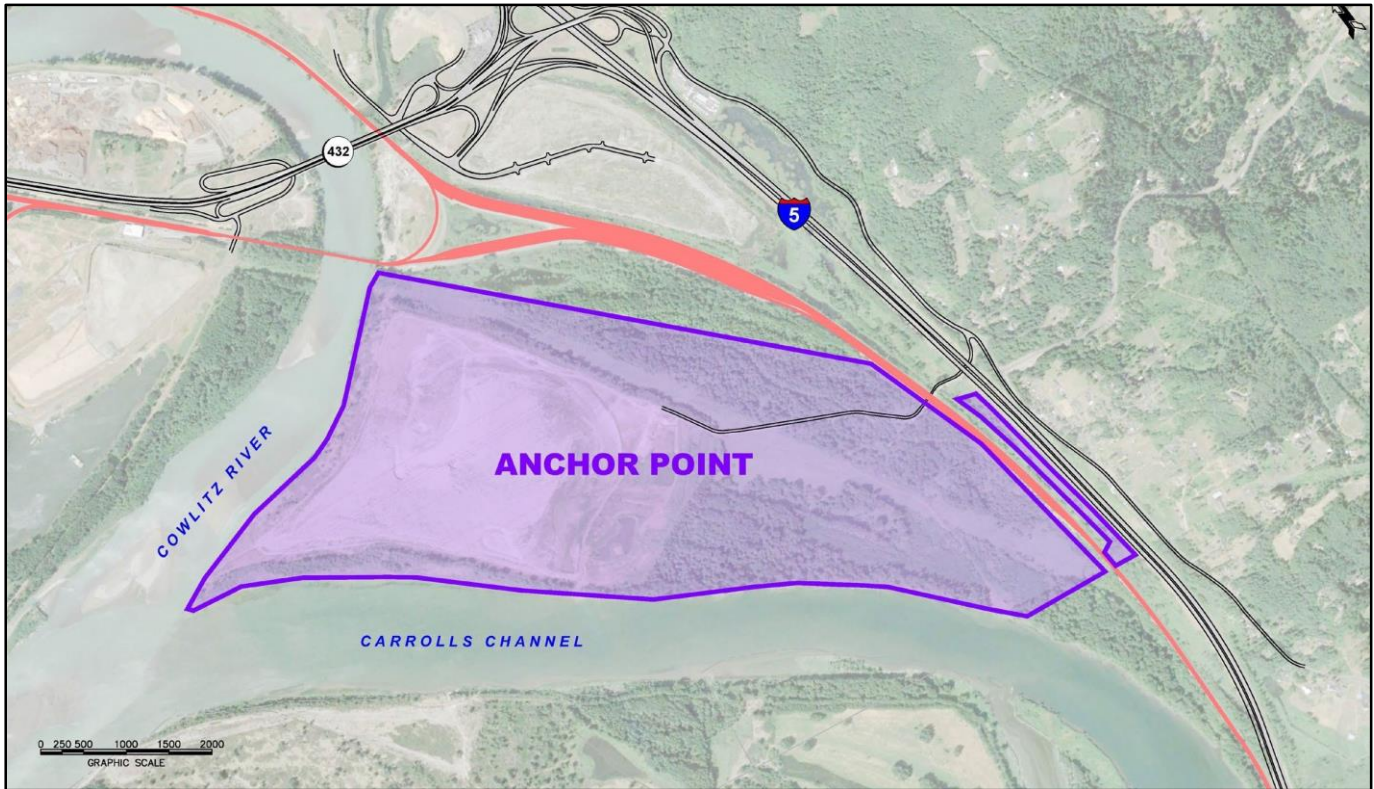 432
5
ANCHOR POINT
COWLITZ RIVER
CARROLLS CHANNEL
0 250 500 1000 1500 2000
GRAPHIC SCALE